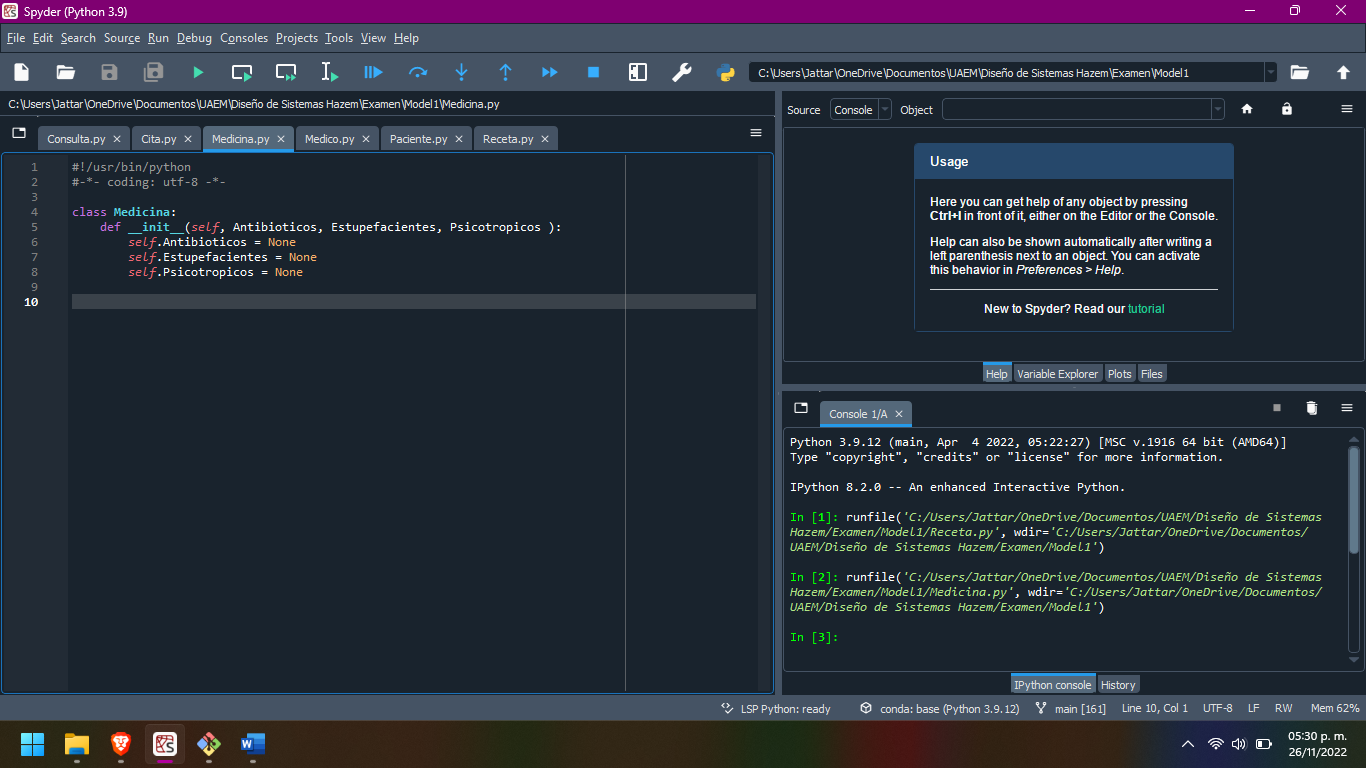 Spyder (Python 3.9)
File Edit Search Source Run Debug Consoles Projects Tools View Help
C:\Users\Jattar\OneDrive\Documentos\UAEM\Diseño de Sistemas Hazem\Examen\Model1
C:\Users\Jattar\OneDrive\Documentos\UAEM\Diseño de Sistemas Hazem\Examen\Model1\Medicina.py
Consulta.py Cita.py Medicina.py Medico.py Paciente.py Receta.py
1 #!/usr/bin/python
2 #-*- coding: utf-8 -*-
3
4 class Medicina:
5 def __init__(self, Antibioticos, Estupefacientes, Psicotropicos ):
6 self.Antibioticos = None
7 self.Estupefacientes = None
8 self.Psicotropicos = None
9
10
Source Console Object
Usage
Here you can get help of any object by pressing
Ctrl+I in front of it, either on the Editor or the Console.
Help can also be shown automatically after writing a
left parenthesis next to an object. You can activate
this behavior in Preferences > Help.
New to Spyder? Read our tutorial
Help Variable Explorer Plots Files
Console 1/A
Python 3.9.12 (main, Apr  4 2022, 05:22:27) [MSC v.1916 64 bit (AMD64)]
Type "copyright", "credits" or "license" for more information.
IPython 8.2.0 -- An enhanced Interactive Python.
In [1]: runfile('C:/Users/Jattar/OneDrive/Documentos/UAEM/Diseño de Sistemas
Hazem/Examen/Model1/Receta.py', wdir='C:/Users/Jattar/OneDrive/Documentos/
UAEM/Diseño de Sistemas Hazem/Examen/Model1')
In [2]: runfile('C:/Users/Jattar/OneDrive/Documentos/UAEM/Diseño de Sistemas
Hazem/Examen/Model1/Medicina.py', wdir='C:/Users/Jattar/OneDrive/Documentos/
UAEM/Diseño de Sistemas Hazem/Examen/Model1')
In [3]:
IPython console History
LSP Python: ready conda: base (Python 3.9.12) main [161] Line 10, Col 1 UTF-8 LF RW Mem 62%
05:30 p. m.
26/11/2022